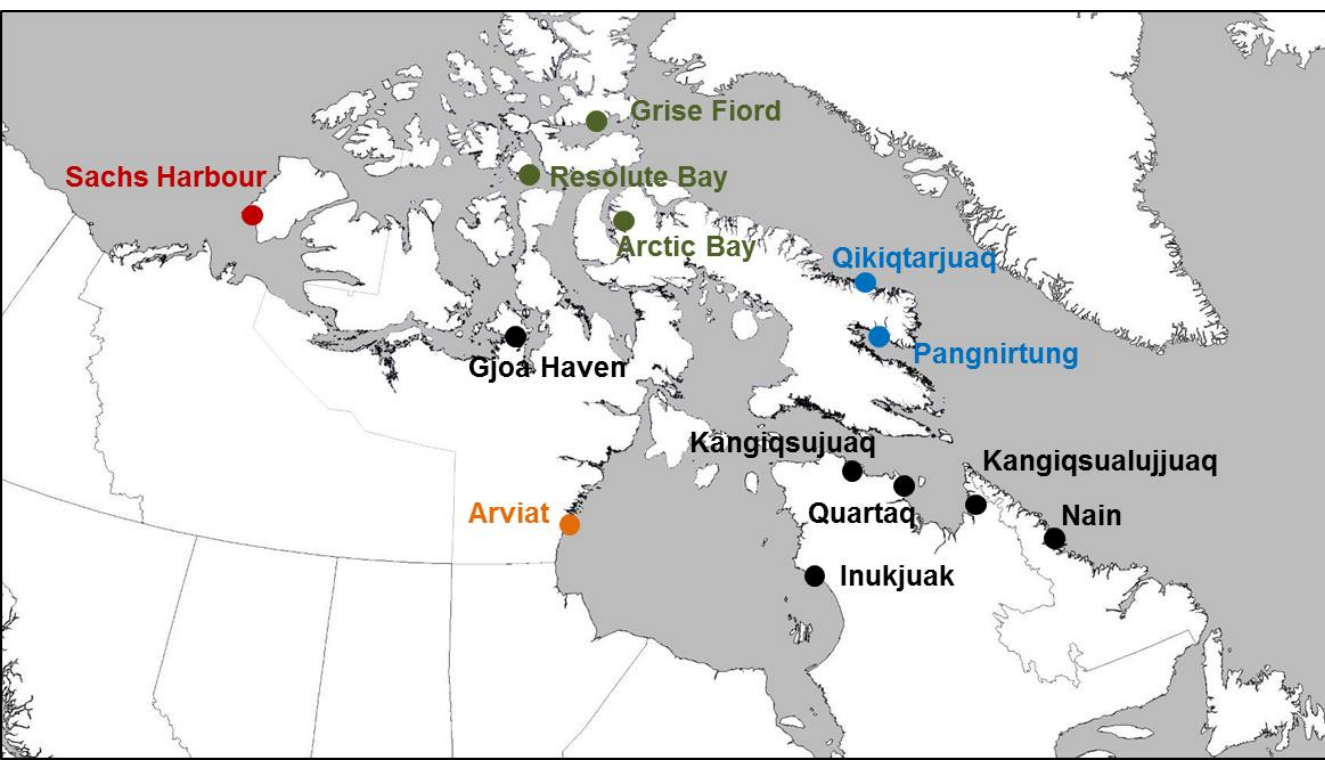 Grise Fiord
Sachs Harbour
Resolute Bay
Arctic Bay
Qikiqtarjuaq
Pangnirtung
Gjoa Haven
Kangiqsujuaq
Kangiqsualujjuaq
Arviat
Quartaq
Nain
Inukjuak